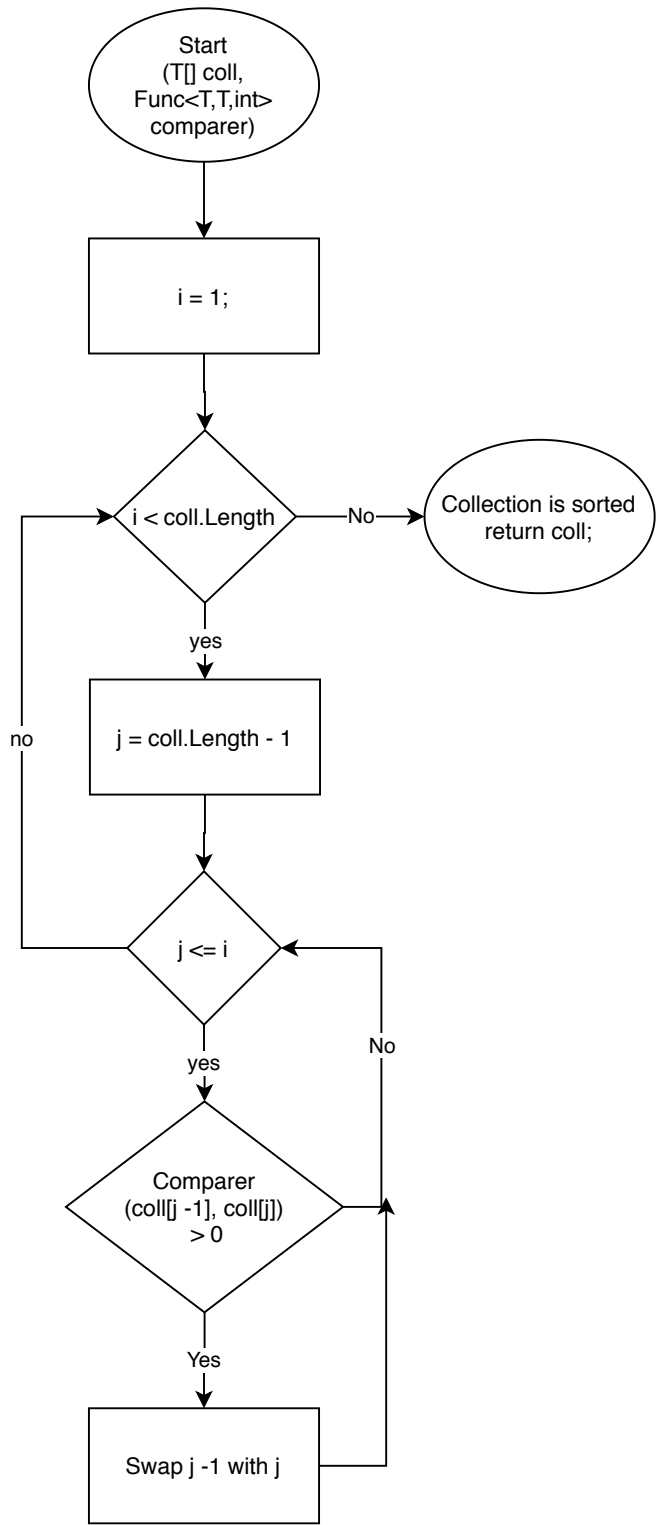 Start
(T[] coll,
Func<T,T,int>
comparer)
i = 1;
i < coll.Length
No
Collection is sorted
return coll;
yes
j = coll.Length - 1
no
j <= i
No
yes
Comparer
(coll[j -1], coll[j])
> 0
Yes
Swap j -1 with j